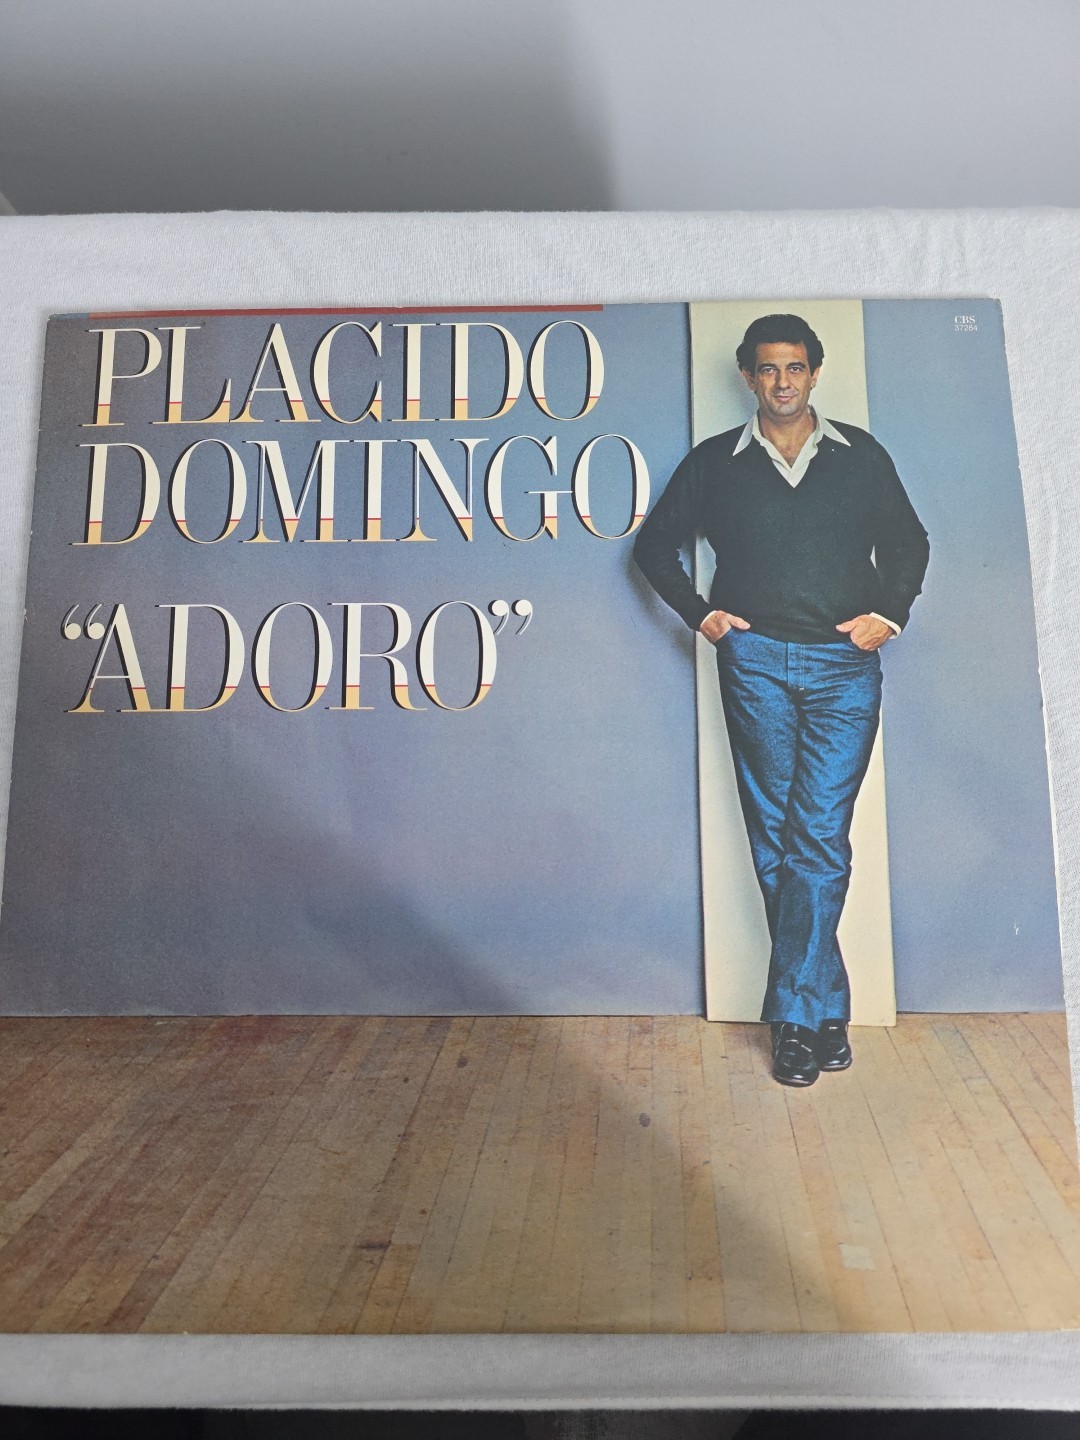 PLACIDO
DOMINGO
“ADORO”
CBS
37284